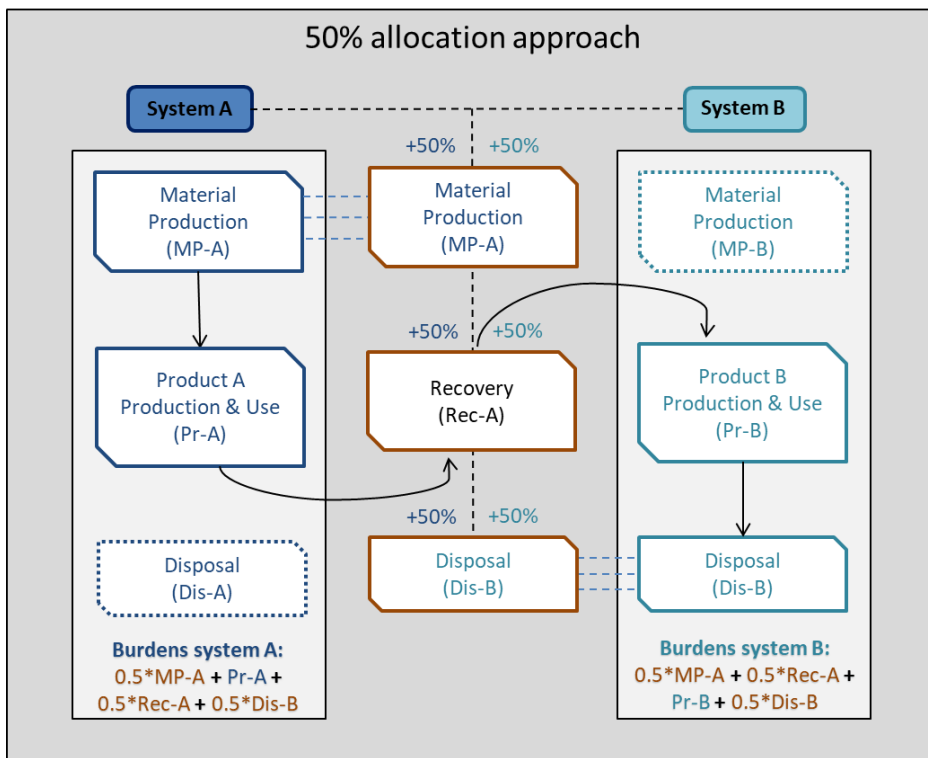 50% allocation approach
System A
System B
+50%
+50%
Material
Production
(MP-A)
Material
Production
(MP-A)
Material
Production
(MP-B)
+50%
+50%
Product A
Production & Use
(Pr-A)
Recovery
(Rec-A)
Product B
Production & Use
(Pr-B)
+50%
+50%
Disposal
(Dis-A)
Disposal
(Dis-B)
Disposal
(Dis-B)
Burdens system A:
0.5*MP-A + Pr-A +
0.5*Rec-A + 0.5*Dis-B
Burdens system B:
0.5*MP-A + 0.5*Rec-A +
Pr-B + 0.5*Dis-B